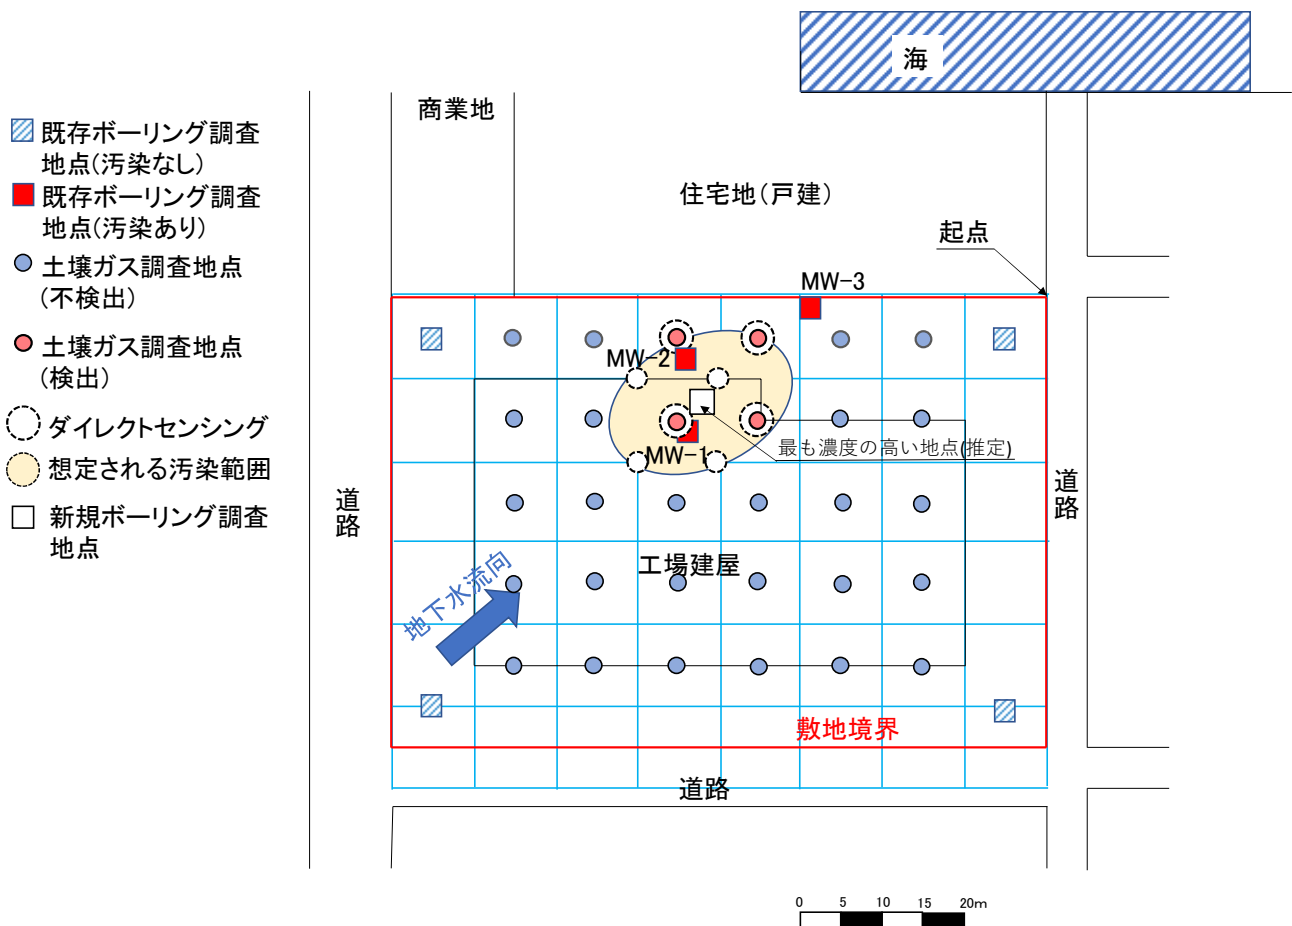 海
商業地
既存ボーリング調査
地点(汚染なし)
既存ボーリング調査
地点(汚染あり)
土壌ガス調査地点
(不検出)
土壌ガス調査地点
(検出)
ダイレクトセンシング
想定される汚染範囲
新規ボーリング調査
地点
住宅地(戸建)
起点
MW-3
MW-2
MW-1
最も濃度の高い地点(推定)
道路
道路
工場建屋
地下水流向
敷地境界
道路
0 5 10 15 20m